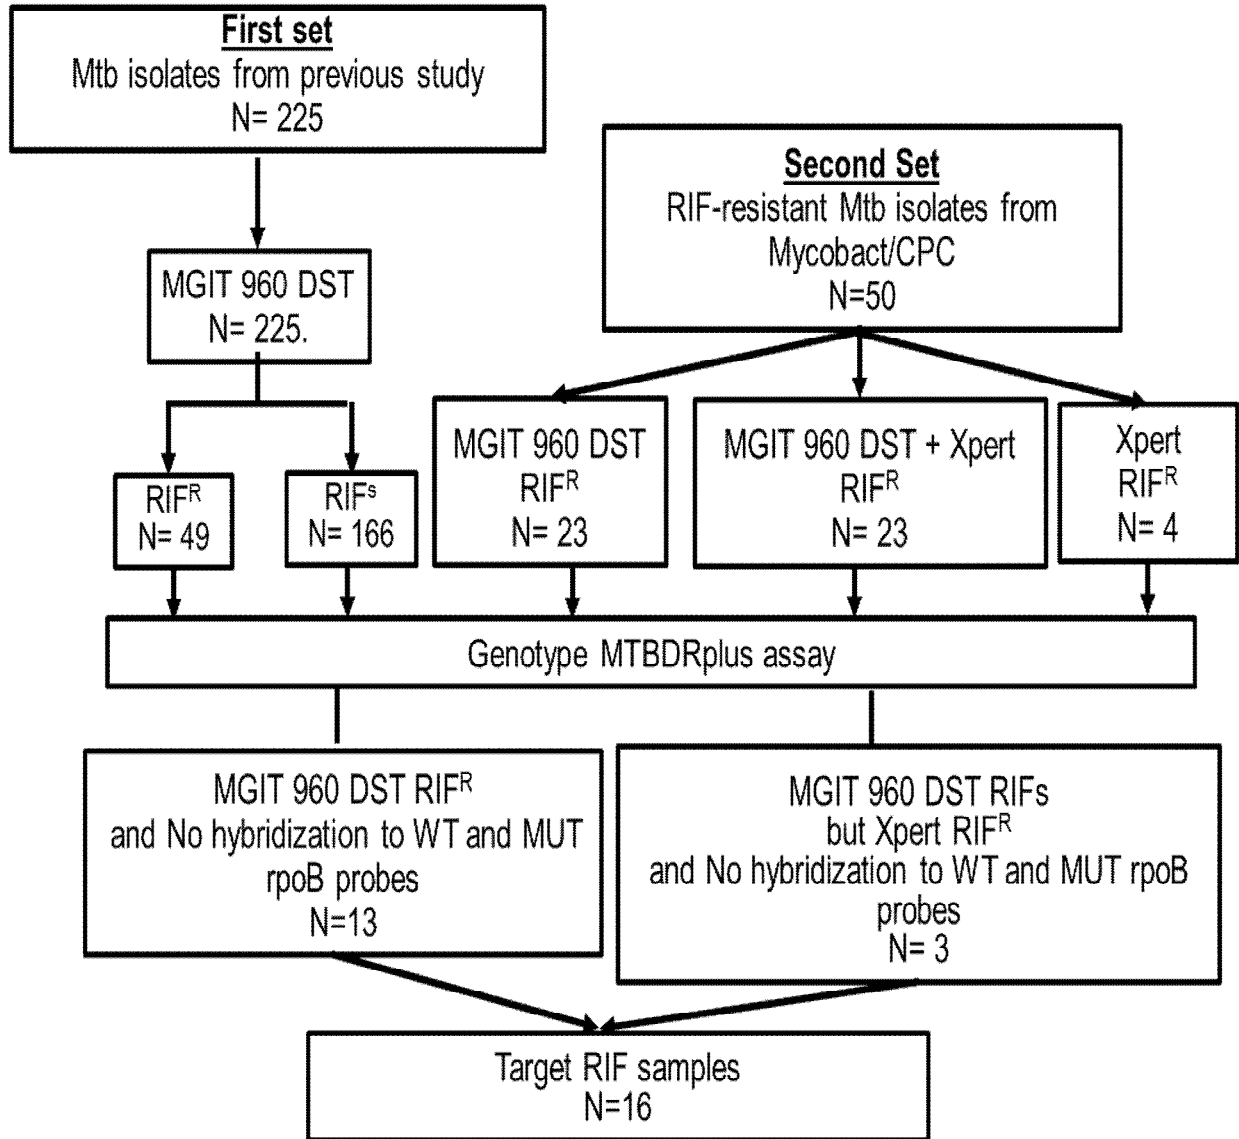 First set
Mtb isolates from previous study
N= 225
Second Set
RIF-resistant Mtb isolates from
Mycobact/CPC
N=50
MGIT 960 DST
N= 225.
RIFᴿ
N= 49
RIFˢ
N= 166
MGIT 960 DST
RIFᴿ
N= 23
MGIT 960 DST + Xpert
RIFᴿ
N= 23
Xpert
RIFᴿ
N= 4
Genotype MTBDRplus assay
MGIT 960 DST RIFᴿ
and No hybridization to WT and MUT
rpoB probes
N=13
MGIT 960 DST RIFs
but Xpert RIFᴿ
and No hybridization to WT and MUT rpoB
probes
N= 3
Target RIF samples
N=16